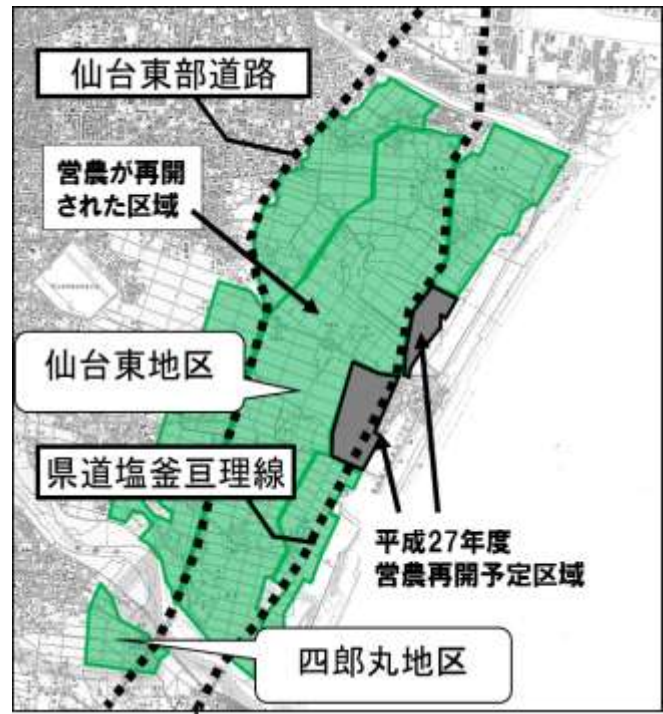 仙台東部道路
営農が再開
された区域
仙台東地区
県道塩釜亘理線
平成27年度
営農再開予定区域
四郎丸地区